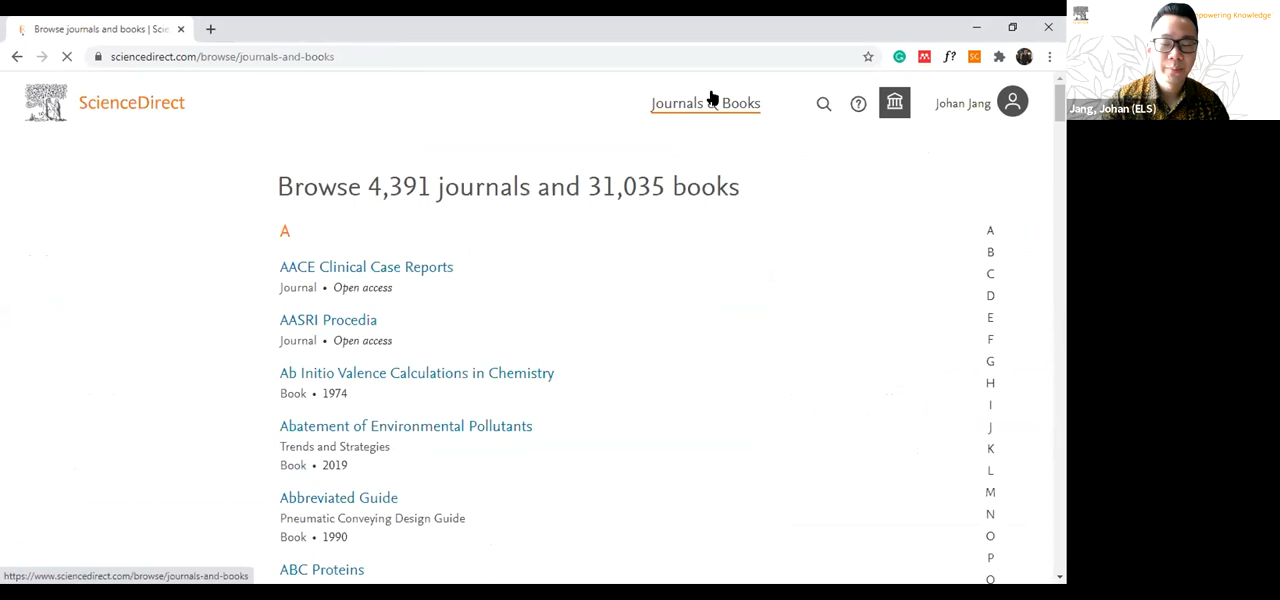 Browse journals and books | Scie
sciencedirect.com/browse/journals-and-books
f?
SC
ScienceDirect
Journals & Books
Johan Jang
Browse 4,391 journals and 31,035 books
A
AACE Clinical Case Reports
Journal • Open access
AASRI Procedia
Journal • Open access
Ab Initio Valence Calculations in Chemistry
Book • 1974
Abatement of Environmental Pollutants
Trends and Strategies
Book • 2019
Abbreviated Guide
Pneumatic Conveying Design Guide
Book • 1990
ABC Proteins
A
B
C
D
E
F
G
H
I
J
K
L
M
N
O
P
Q
https://www.sciencedirect.com/browse/journals-and-books
Knowledge
Jang, Johan (ELS)